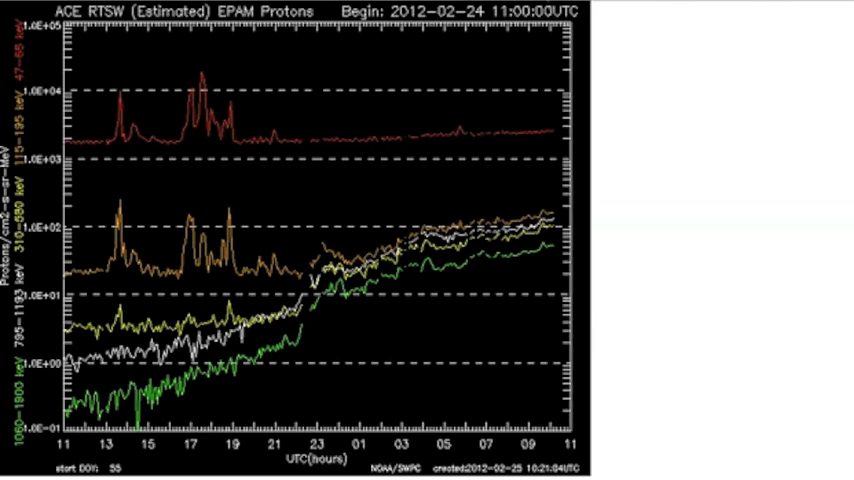 ACE RTSW (Estimated) EPAM Protons Begin: 2012-02-24 11:00:00UTC
Protons/cm2-s-sr-MeV
1060-1900 keV 795-1193 keV 310-580 keV 115-195 keV 47-65 keV
1.0E+05
1.0E+04
1.0E+03
1.0E+02
1.0E+01
1.0E+00
1.0E-01
11 13 15 17 19 21 23 01 03 05 07 09 11
UTC(hours)
start DOY: 55 NOAA/SWPC created:2012-02-25 10:21:04UTC